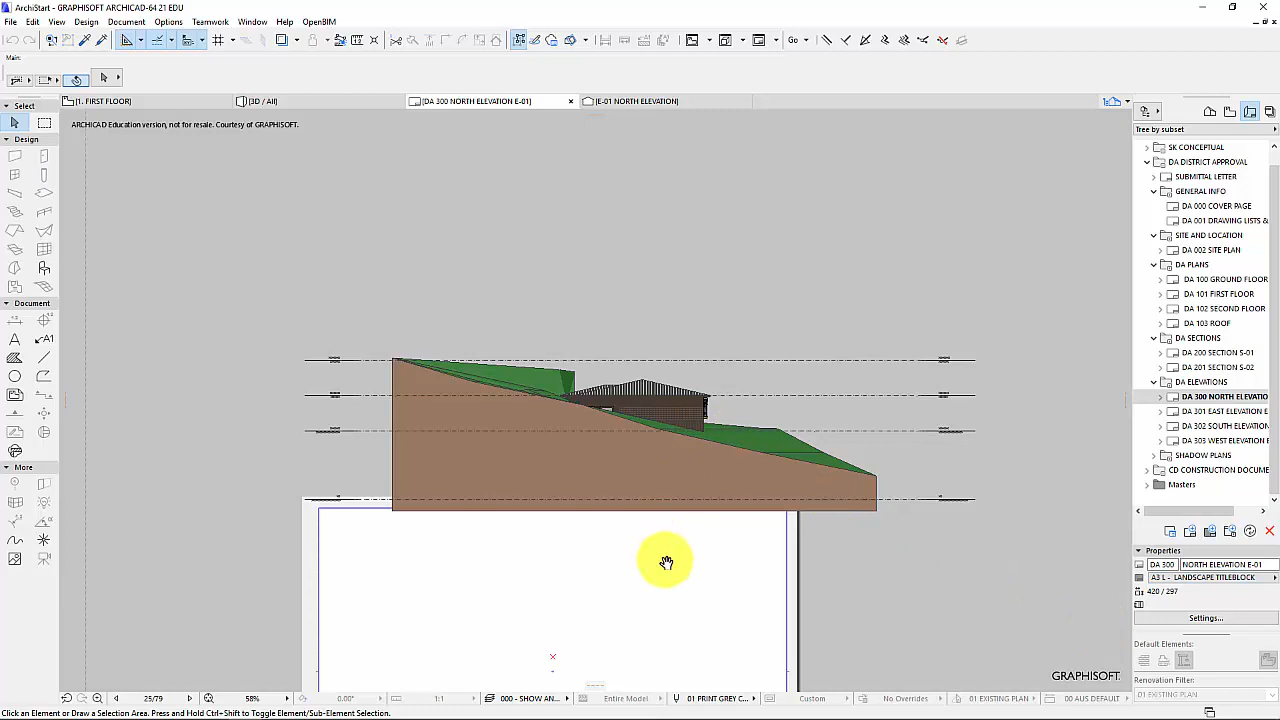 ArchiStart - GRAPHISOFT ARCHICAD-64 21 EDU
File Edit View Design Document Options Teamwork Window Help OpenBIM
Go
Main:
[1. FIRST FLOOR]
[3D / All]
[DA 300 NORTH ELEVATION E-01]
[E-01 NORTH ELEVATION]
ARCHICAD Education version, not for resale. Courtesy of GRAPHISOFT.
Select
Design
Document
More
Tree by subset
SK CONCEPTUAL
DA DISTRICT APPROVAL
SUBMITTAL LETTER
GENERAL INFO
DA 000 COVER PAGE
DA 001 DRAWING LISTS &
SITE AND LOCATION
DA 002 SITE PLAN
DA PLANS
DA 100 GROUND FLOOR
DA 101 FIRST FLOOR
DA 102 SECOND FLOOR
DA 103 ROOF
DA SECTIONS
DA 200 SECTION S-01
DA 201 SECTION S-02
DA ELEVATIONS
DA 300 NORTH ELEVATIO
DA 301 EAST ELEVATION E
DA 302 SOUTH ELEVATION
DA 303 WEST ELEVATION E
SHADOW PLANS
CD CONSTRUCTION DOCUME
Masters
Properties
DA 300 NORTH ELEVATION E-01
A3 L - LANDSCAPE TITLEBLOCK
420 / 297
Settings...
Default Elements:
Renovation Filter:
01 EXISTING PLAN
GRAPHISOFT
25/79 58% 0.00° 1:1 000 - SHOW AN... Entire Model 01 PRINT GREY C... Custom No Overrides 01 EXISTING PLAN 00 AUS DEFAULT
Click an Element or Draw a Selection Area. Press and Hold Ctrl+Shift to Toggle Element/Sub-Element Selection.